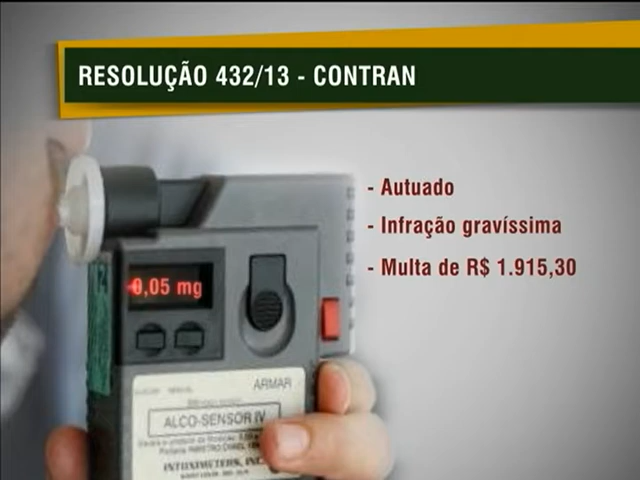 RESOLUÇÃO 432/13 - CONTRAN
- Autuado
- Infração gravíssima
- Multa de R$ 1.915,30
0,05 mg
ARMAR
ALCO-SENSOR IV
INTOXIMETERS, INC.